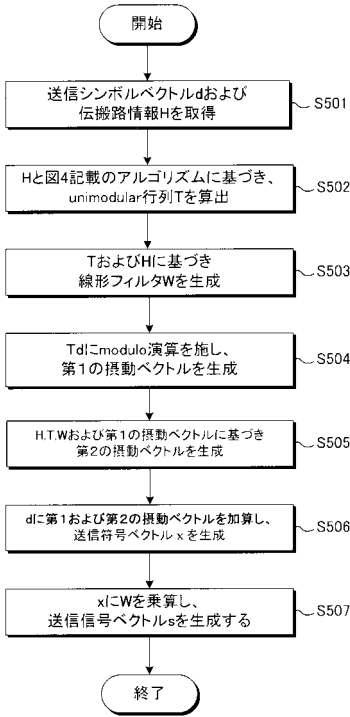 開始
送信シンボルベクトルdおよび
伝搬路情報Hを取得
S501
Hと図4記載のアルゴリズムに基づき、
unimodular行列Tを算出
S502
TおよびHに基づき
線形フィルタWを生成
S503
Tdにmodulo演算を施し、
第1の摂動ベクトルを生成
S504
H.T.Wおよび第1の摂動ベクトルに基づき
第2の摂動ベクトルを生成
S505
dに第1および第2の摂動ベクトルを加算し、
送信符号ベクトルxを生成
S506
xにWを乗算し、
送信信号ベクトルsを生成する
S507
終了